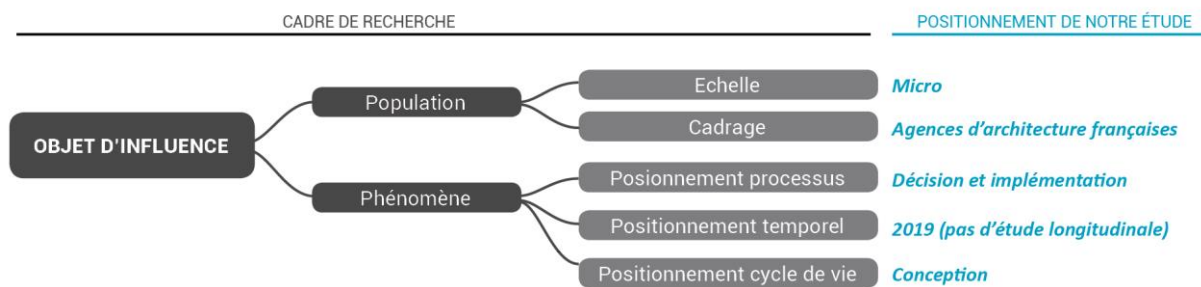 CADRE DE RECHERCHE
POSITIONNEMENT DE NOTRE ÉTUDE
OBJET D'INFLUENCE
Population
Echelle
Micro
Cadrage
Agences d'architecture françaises
Phénomène
Posionnement processus
Décision et implémentation
Positionnement temporel
2019 (pas d'étude longitudinale)
Positionnement cycle de vie
Conception